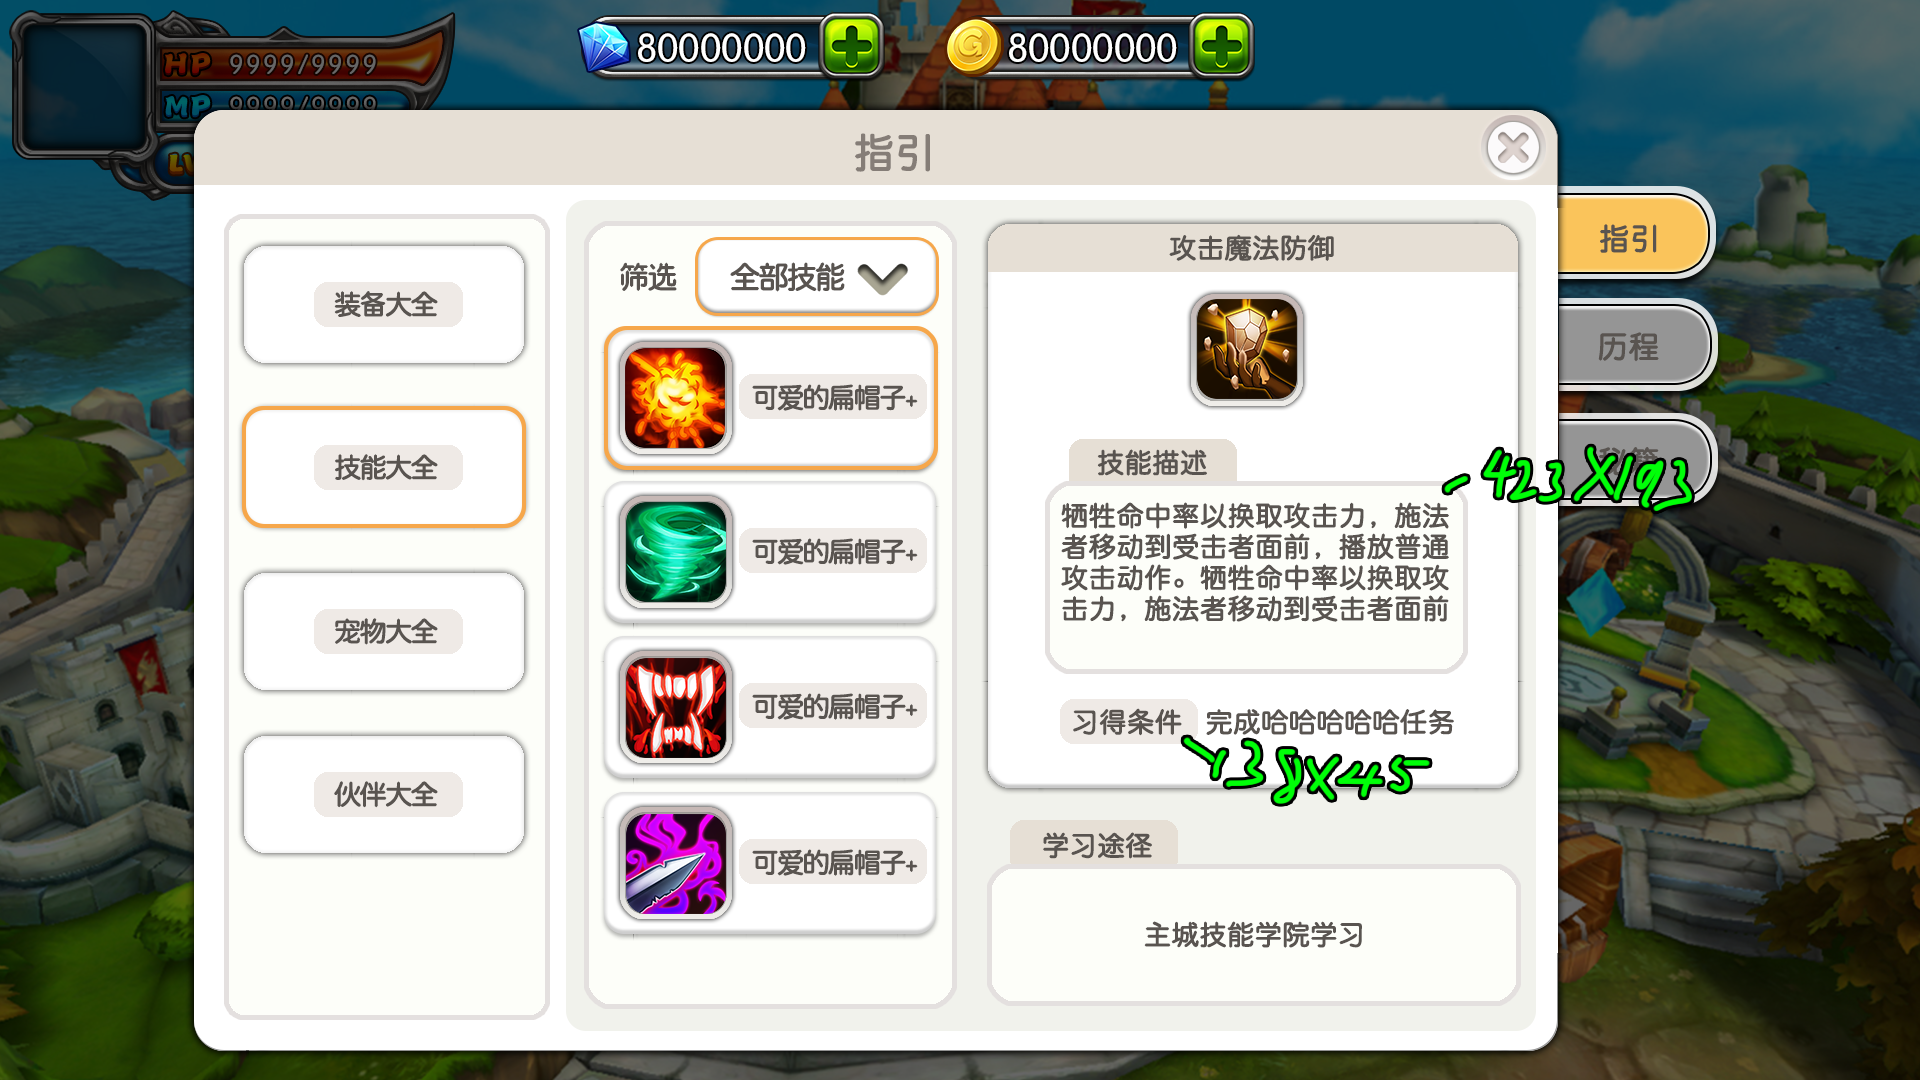 HP 9999/9999
80000000
80000000
MP 9999/9999
指引
指引
历程
装备大全
技能大全
宠物大全
伙伴大全
筛选
全部技能
可爱的扁帽子+
可爱的扁帽子+
可爱的扁帽子+
可爱的扁帽子+
攻击魔法防御
技能描述
423X193
牺牲命中率以换取攻击力，施法
者移动到受击者面前，播放普通
攻击动作。牺牲命中率以换取攻
击力，施法者移动到受击者面前
习得条件 完成哈哈哈哈哈任务
138X45
学习途径
主城技能学院学习